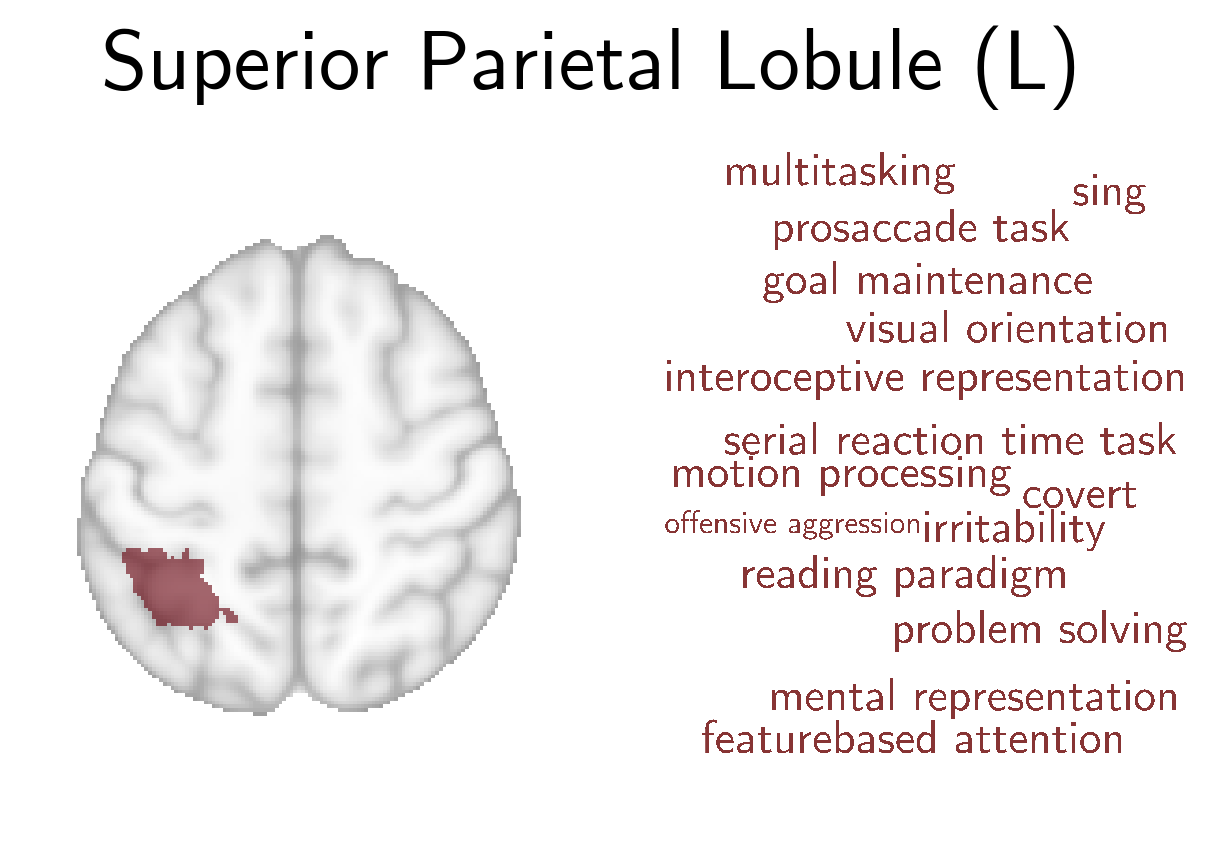 Superior Parietal Lobule (L)
multitasking
sing
prosaccade task
goal maintenance
visual orientation
interoceptive representation
serial reaction time task
motion processing
covert
offensive aggression
irritability
reading paradigm
problem solving
mental representation
featurebased attention